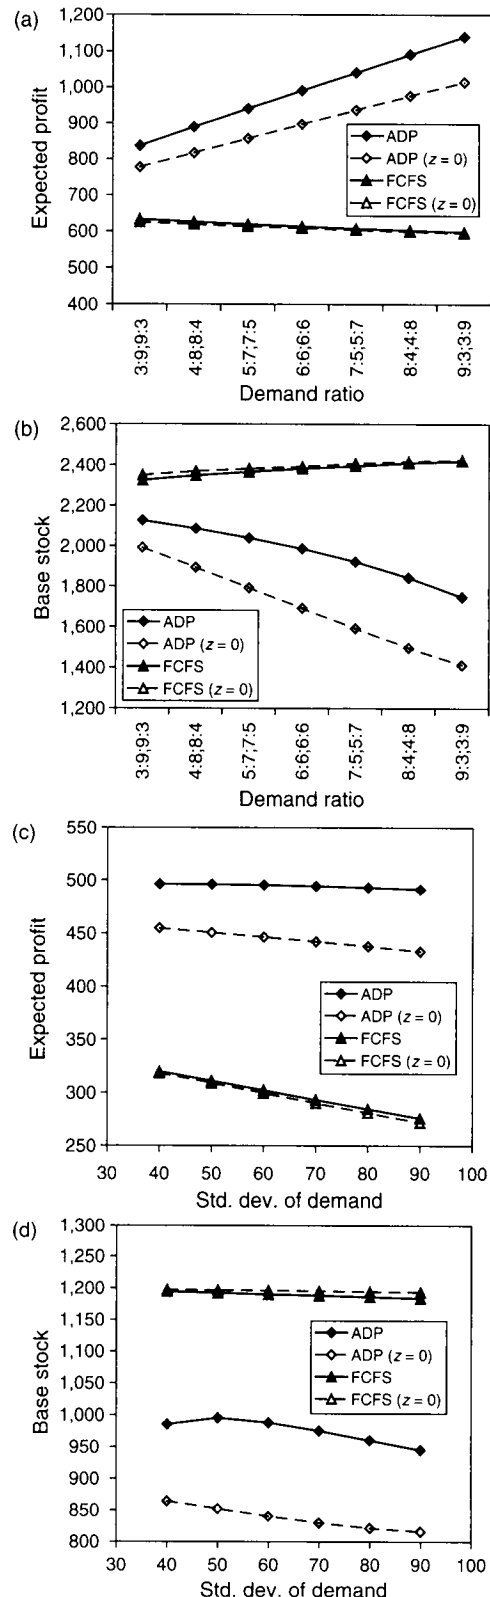 (a)
1,200
1,100
1,000
900
800
700
600
500
400
Expected profit
ADP
ADP (z = 0)
FCFS
FCFS (z = 0)
3:9;9:3
4:8;8:4
5:7;7:5
6:6;6:6
7:5;5:7
8:4;4:8
9:3;3:9
Demand ratio
(b)
2,600
2,400
2,200
2,000
1,800
1,600
1,400
1,200
Base stock
ADP
ADP (z = 0)
FCFS
FCFS (z = 0)
3:9;9:3
4:8;8:4
5:7;7:5
6:6;6:6
7:5;5:7
8:4;4:8
9:3;3:9
Demand ratio
(c)
550
500
450
400
350
300
250
Expected profit
ADP
ADP (z = 0)
FCFS
FCFS (z = 0)
30 40 50 60 70 80 90 100
Std. dev. of demand
(d)
1,300
1,250
1,200
1,150
1,100
1,050
1,000
950
900
850
800
Base stock
ADP
ADP (z = 0)
FCFS
FCFS (z = 0)
30 40 50 60 70 80 90 100
Std. dev. of demand